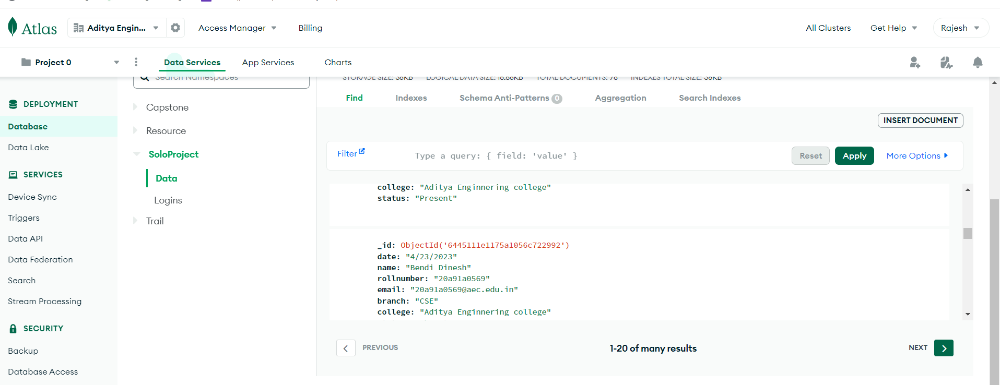 Atlas
Aditya Engin...
Access Manager
Billing
All Clusters
Get Help
Rajesh
Project 0
Data Services
App Services
Charts
DEPLOYMENT
Database
Data Lake
SERVICES
Device Sync
Triggers
Data API
Data Federation
Search
Stream Processing
SECURITY
Backup
Database Access
Search Namespaces
Capstone
Resource
SoloProject
Data
Logins
Trail
STORAGE SIZE: 36KB LOGICAL DATA SIZE: 15.56KB TOTAL DOCUMENTS: 78 INDEXES TOTAL SIZE: 36KB
Find Indexes Schema Anti-Patterns 0 Aggregation Search Indexes
INSERT DOCUMENT
Filter Type a query: { field: 'value' } Reset Apply More Options
college: "Aditya Enginnering college"
status: "Present"
_id: ObjectId('6445111e1175a1056c722992')
date: "4/23/2023"
name: "Bendi Dinesh"
rollnumber: "20a91a0569"
email: "20a91a0569@aec.edu.in"
branch: "CSE"
college: "Aditya Enginnering college"
PREVIOUS 1-20 of many results NEXT